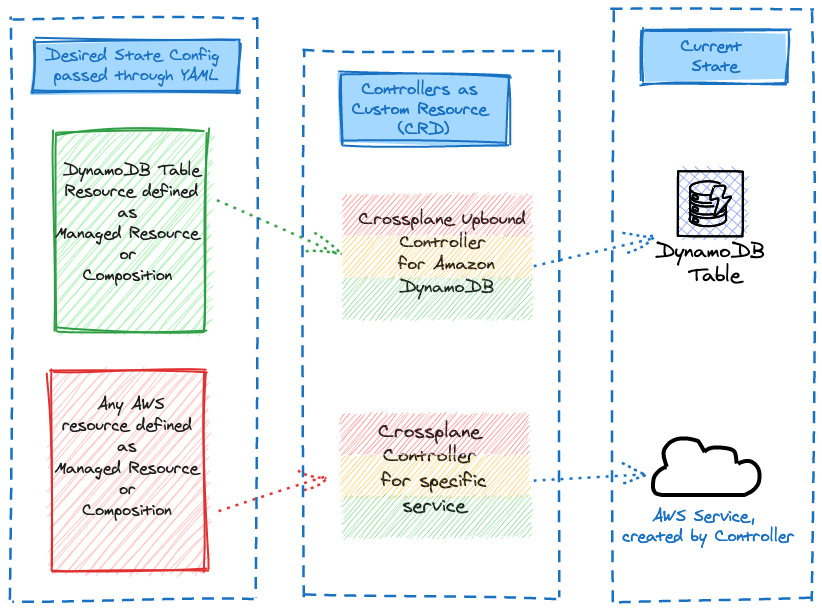 Desired State Config
passed through YAML
DynamoDB Table
Resource defined
as
Managed Resource
or
Composition
Any AWS
resource defined
as
Managed Resource
or
Composition
Controllers as
Custom Resource
(CRD)
Crossplane Upbound
Controller
for Amazon
DynamoDB
Crossplane
Controller
for specific
service
Current
State
DynamoDB
Table
AWS Service,
created by Controller